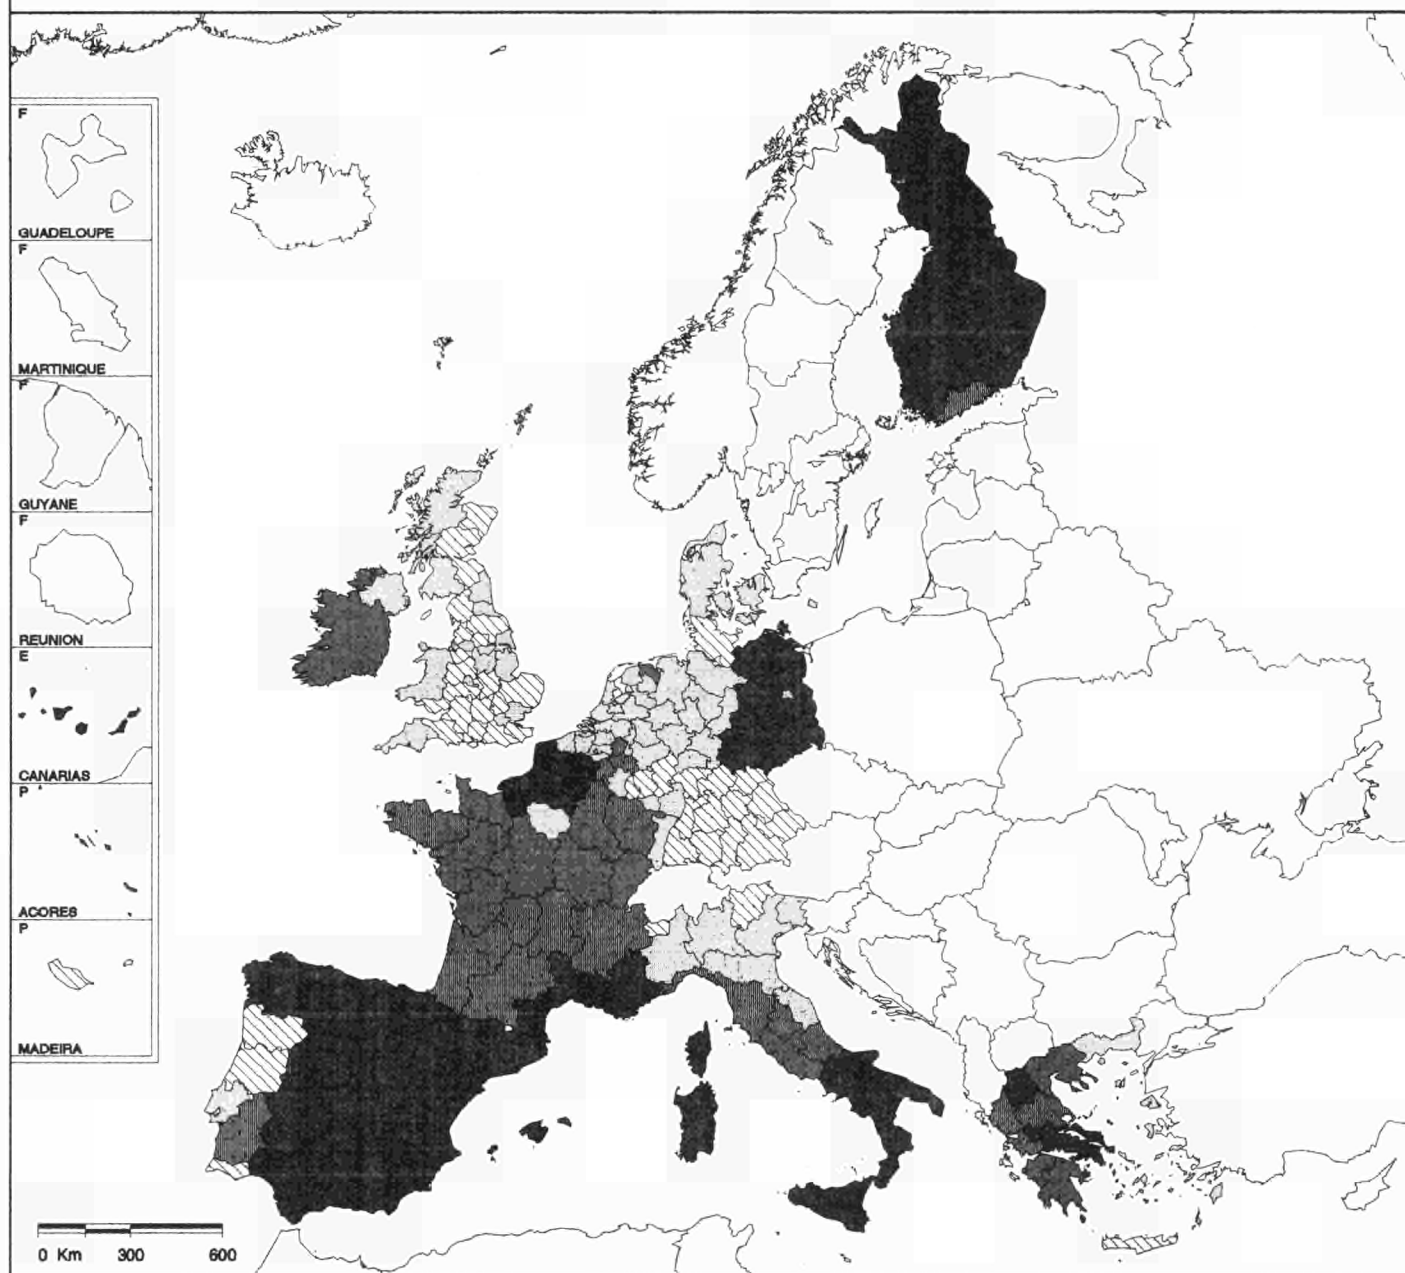 F
GUADELOUPE
F
MARTINIQUE
F
GUYANE
F
REUNION
E
CANARIAS
P
ACORES
P
MADEIRA
0 Km 300 600